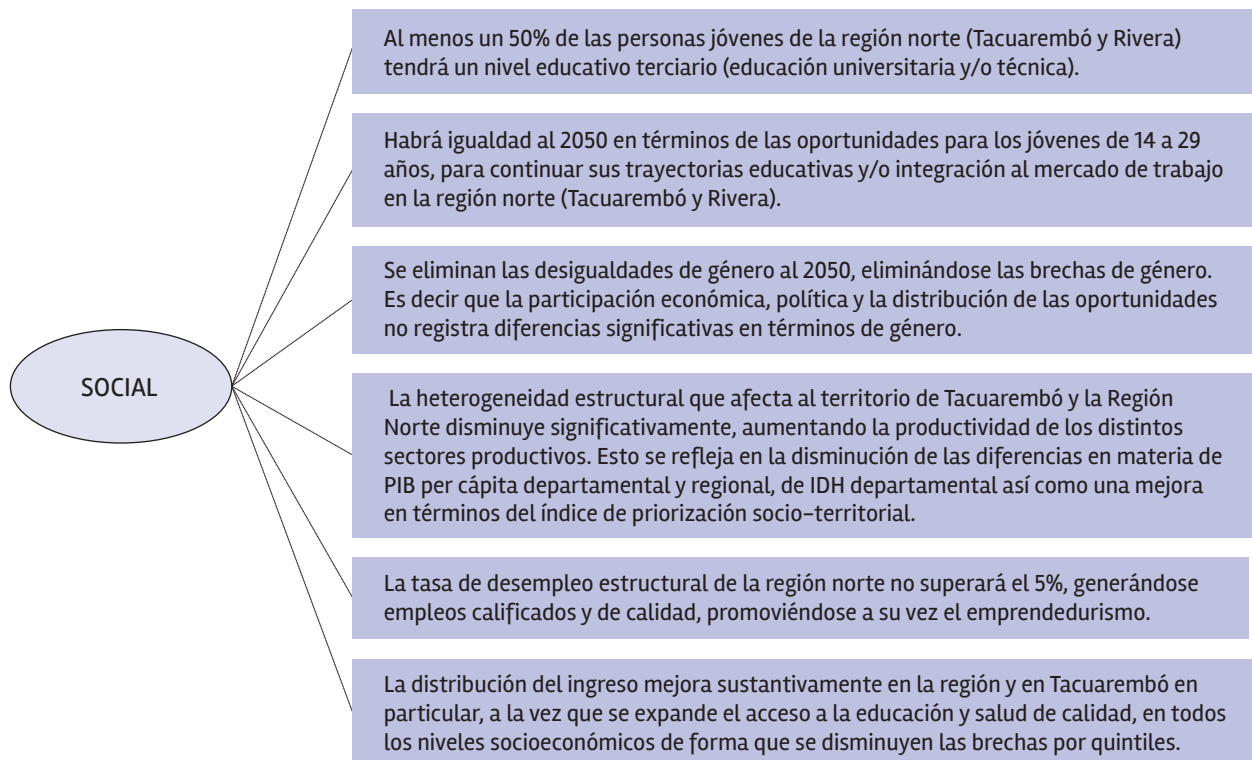 Al menos un 50% de las personas jóvenes de la región norte (Tacuarembó y Rivera)
tendrá un nivel educativo terciario (educación universitaria y/o técnica).
Habrá igualdad al 2050 en términos de las oportunidades para los jóvenes de 14 a 29
años, para continuar sus trayectorias educativas y/o integración al mercado de trabajo
en la región norte (Tacuarembó y Rivera).
Se eliminan las desigualdades de género al 2050, eliminándose las brechas de género.
Es decir que la participación económica, política y la distribución de las oportunidades
no registra diferencias significativas en términos de género.
SOCIAL
La heterogeneidad estructural que afecta al territorio de Tacuarembó y la Región
Norte disminuye significativamente, aumentando la productividad de los distintos
sectores productivos. Esto se refleja en la disminución de las diferencias en materia de
PIB per cápita departamental y regional, de IDH departamental así como una mejora
en términos del índice de priorización socio-territorial.
La tasa de desempleo estructural de la región norte no superará el 5%, generándose
empleos calificados y de calidad, promoviéndose a su vez el emprendedurismo.
La distribución del ingreso mejora sustantivamente en la región y en Tacuarembó en
particular, a la vez que se expande el acceso a la educación y salud de calidad, en todos
los niveles socioeconómicos de forma que se disminuyen las brechas por quintiles.